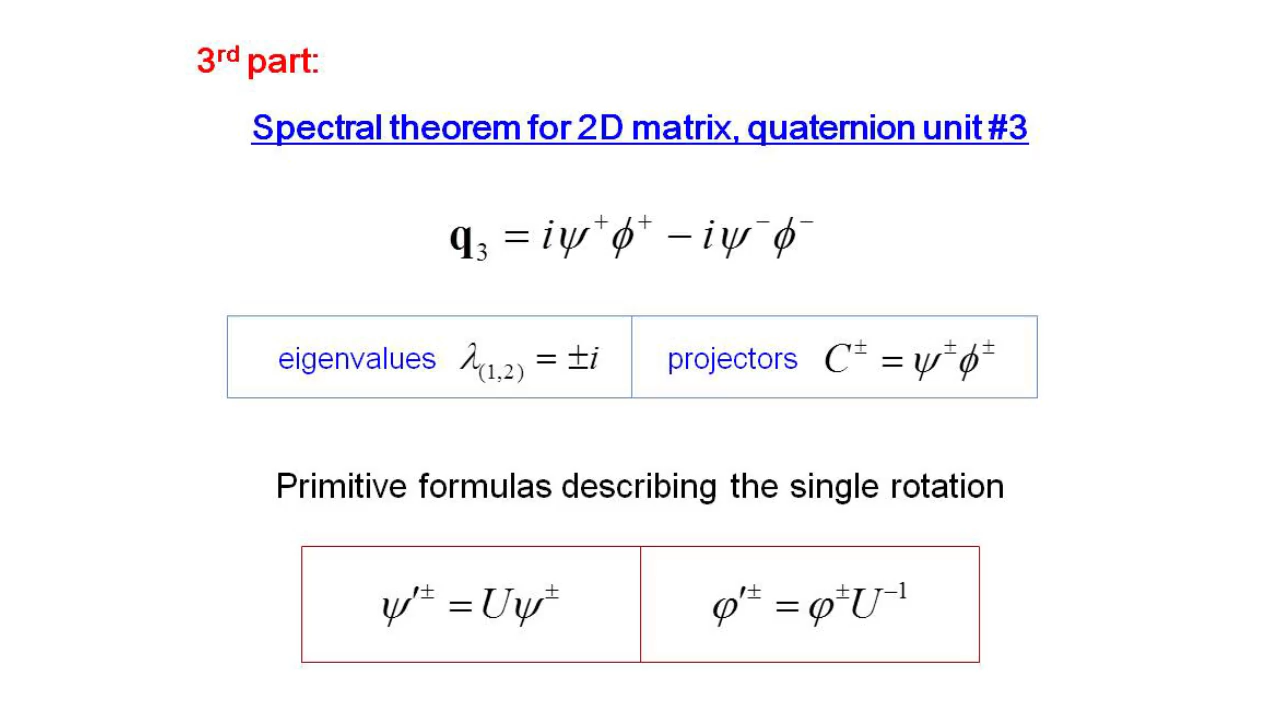 3rd part:
Spectral theorem for 2D matrix, quaternion unit #3
q₃ = iψ⁺ϕ⁺ − iψ⁻ϕ⁻
eigenvalues λ₍₁,₂₎ = ±i projectors C^± = ψ^±ϕ^±
Primitive formulas describing the single rotation
ψ′^± = Uψ^± φ′^± = φ^±U⁻¹